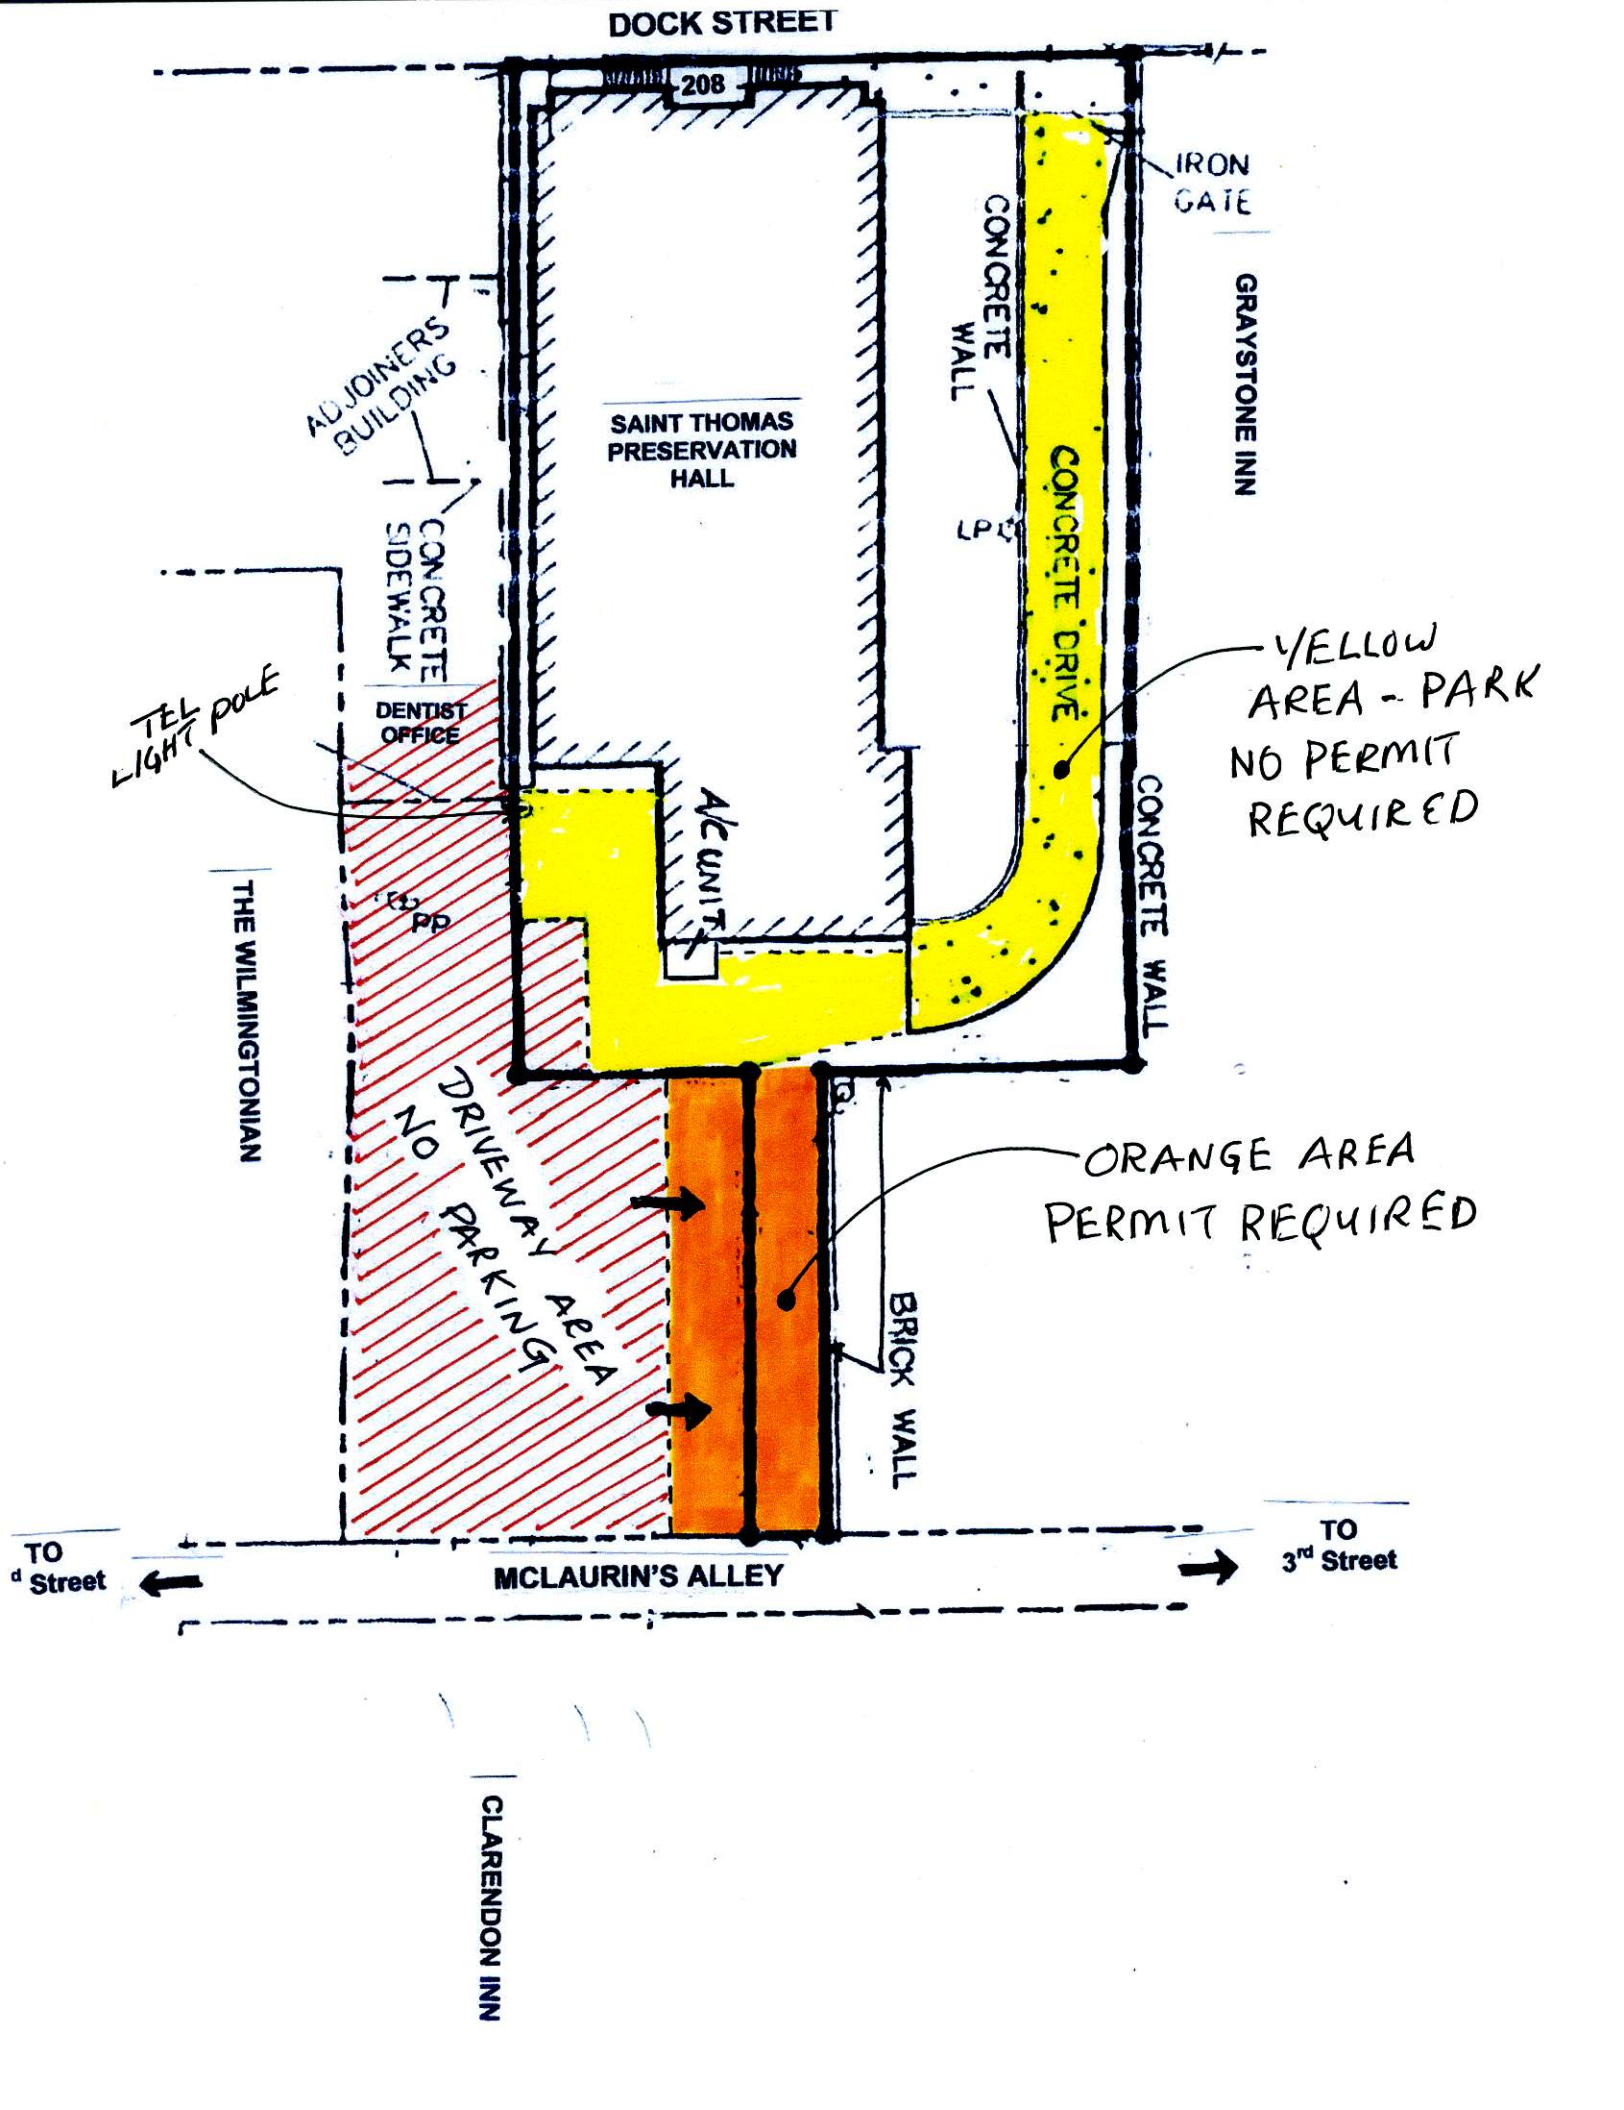 DOCK STREET
208
IRON
GATE
CONCRETE
WALL
GRAYSTONE INN
ADJOINERS
BUILDING
SAINT THOMAS
PRESERVATION
HALL
CONCRETE DRIVE
CONCRETE
SIDEWALK
YELLOW
AREA - PARK
NO PERMIT
REQUIRED
TEL
LIGHT POLE
DENTIST
OFFICE
A/C UNIT
CONCRETE WALL
THE WILMINGTONIAN
PP
DRIVEWAY AREA
NO PARKING
ORANGE AREA
PERMIT REQUIRED
BRICK WALL
TO
d Street
MCLAURIN'S ALLEY
TO
3rd Street
CLARENDON INN